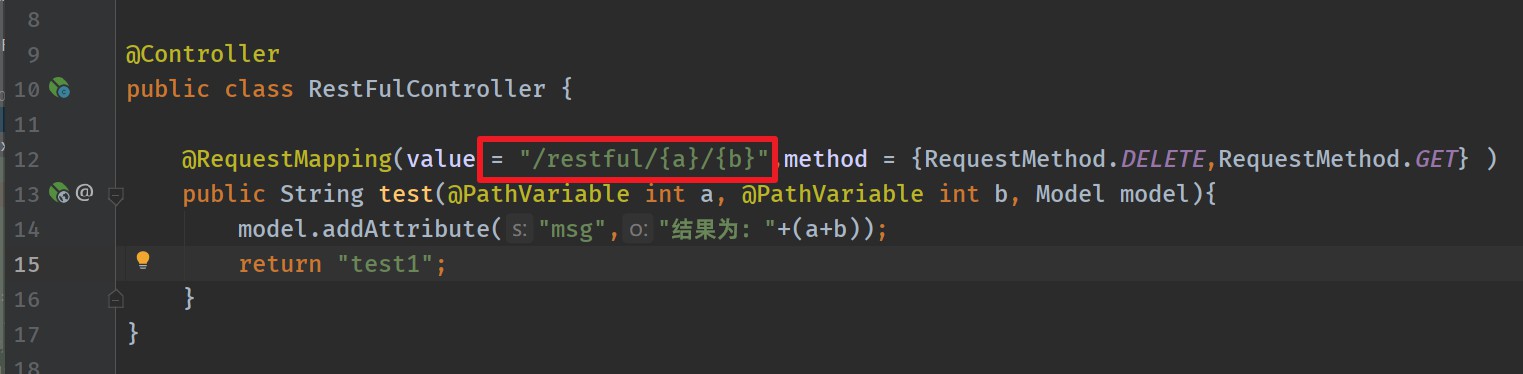 8
9 @Controller
10 public class RestFulController {
11
12 @RequestMapping(value = "/restful/{a}/{b}",method = {RequestMethod.DELETE,RequestMethod.GET} )
13 @ public String test(@PathVariable int a, @PathVariable int b, Model model){
14 model.addAttribute( s: "msg", o: "结果为: "+(a+b));
15 return "test1";
16 }
17 }
18